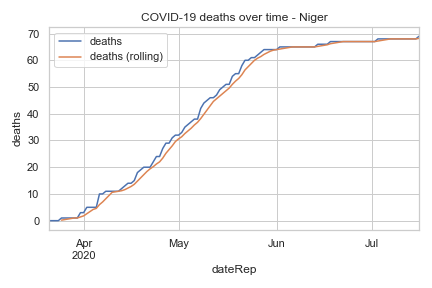 COVID-19 deaths over time - Niger
deaths
deaths (rolling)
70
60
50
40
30
20
10
0
deaths
Apr
2020
May
Jun
Jul
dateRep